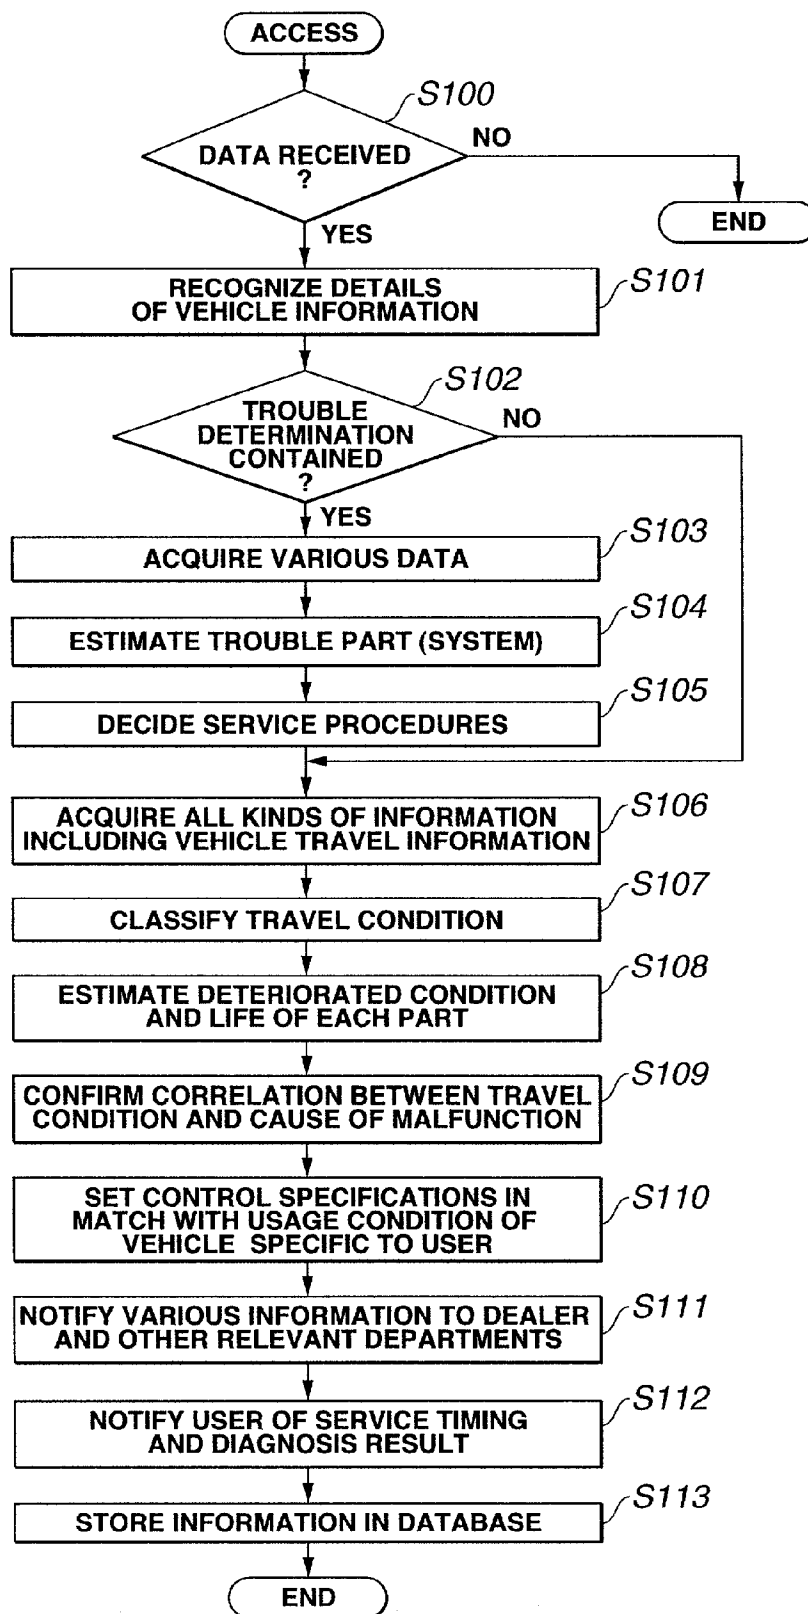 ACCESS
S100
DATA RECEIVED
?
NO
END
YES
RECOGNIZE DETAILS
OF VEHICLE INFORMATION
S101
S102
TROUBLE
DETERMINATION
CONTAINED
?
NO
YES
ACQUIRE VARIOUS DATA
S103
ESTIMATE TROUBLE PART (SYSTEM)
S104
DECIDE SERVICE PROCEDURES
S105
ACQUIRE ALL KINDS OF INFORMATION
INCLUDING VEHICLE TRAVEL INFORMATION
S106
CLASSIFY TRAVEL CONDITION
S107
ESTIMATE DETERIORATED CONDITION
AND LIFE OF EACH PART
S108
CONFIRM CORRELATION BETWEEN TRAVEL
CONDITION AND CAUSE OF MALFUNCTION
S109
SET CONTROL SPECIFICATIONS IN
MATCH WITH USAGE CONDITION OF
VEHICLE SPECIFIC TO USER
S110
NOTIFY VARIOUS INFORMATION TO DEALER
AND OTHER RELEVANT DEPARTMENTS
S111
NOTIFY USER OF SERVICE TIMING
AND DIAGNOSIS RESULT
S112
STORE INFORMATION IN DATABASE
S113
END